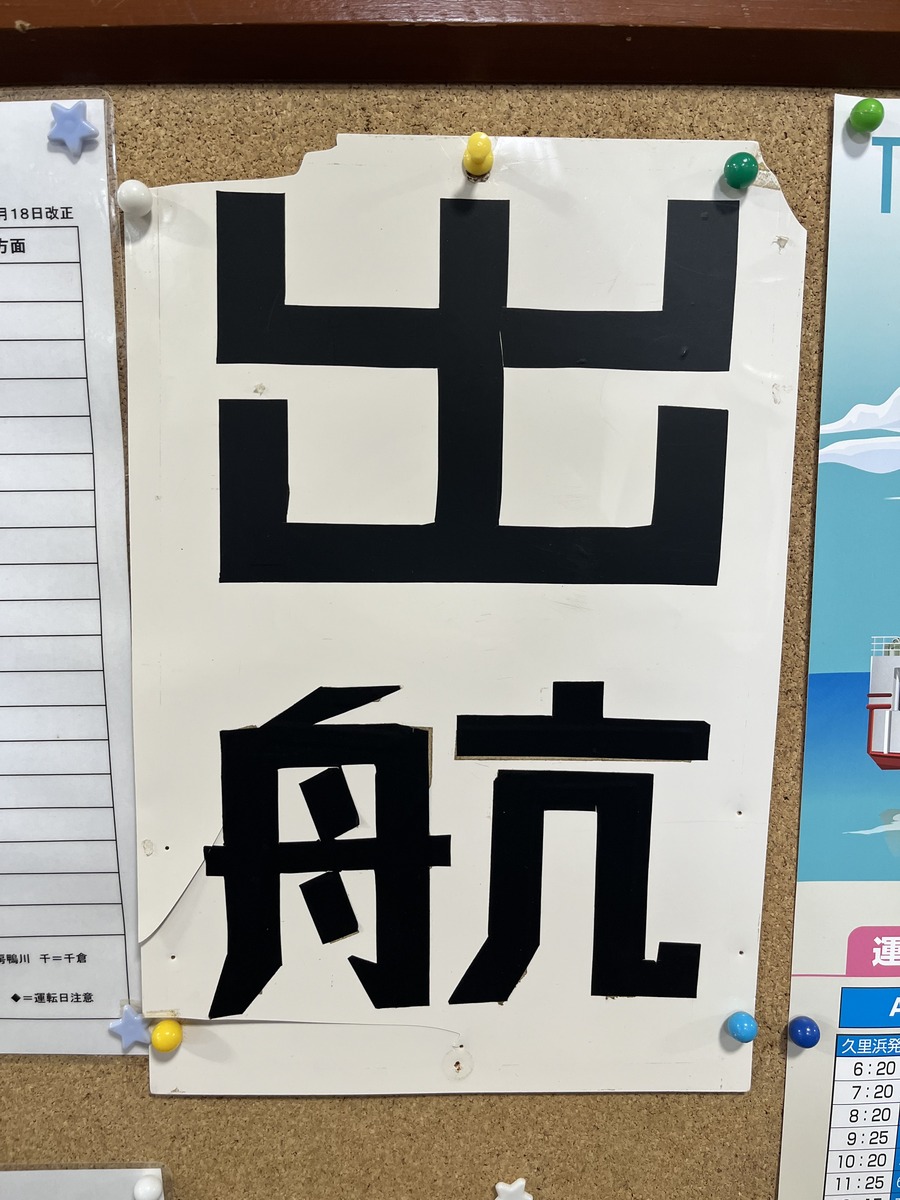 月18日改正
方面
出航
鴨川 千＝千倉
◆＝運転日注意
T
運
A
久里浜発
6：20
7：20
8：20
9：25
10：20
11：25